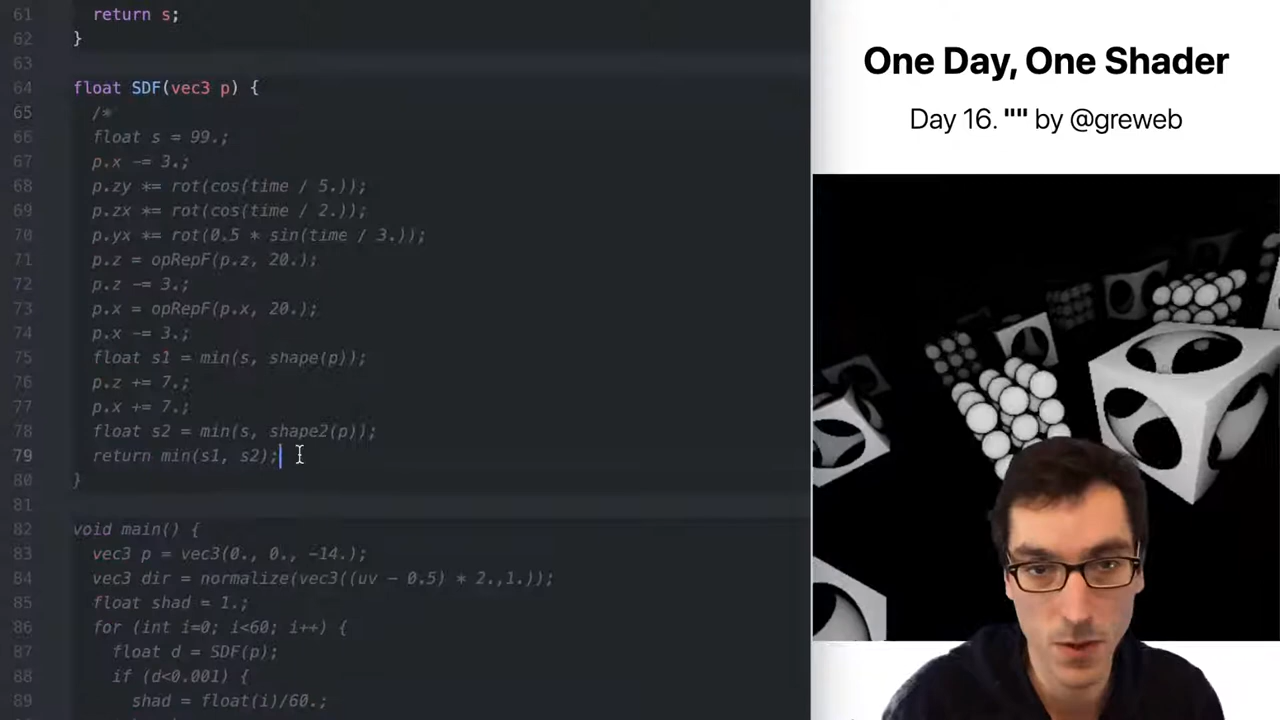 61   return s;
62 }
63
64 float SDF(vec3 p) {
65   /*
66   float s = 99.;
67   p.x -= 3.;
68   p.zy *= rot(cos(time / 5.));
69   p.zx *= rot(cos(time / 2.));
70   p.yx *= rot(0.5 * sin(time / 3.));
71   p.z = opRepF(p.z, 20.);
72   p.z -= 3.;
73   p.x = opRepF(p.x, 20.);
74   p.x -= 3.;
75   float s1 = min(s, shape(p));
76   p.z += 7.;
77   p.x += 7.;
78   float s2 = min(s, shape2(p));
79   return min(s1, s2);
80 }
81
82 void main() {
83   vec3 p = vec3(0., 0., -14.);
84   vec3 dir = normalize(vec3((uv - 0.5) * 2.,1.));
85   float shad = 1.;
86   for (int i=0; i<60; i++) {
87     float d = SDF(p);
88     if (d<0.001) {
89       shad = float(i)/60.;
One Day, One Shader
Day 16. "" by @greweb